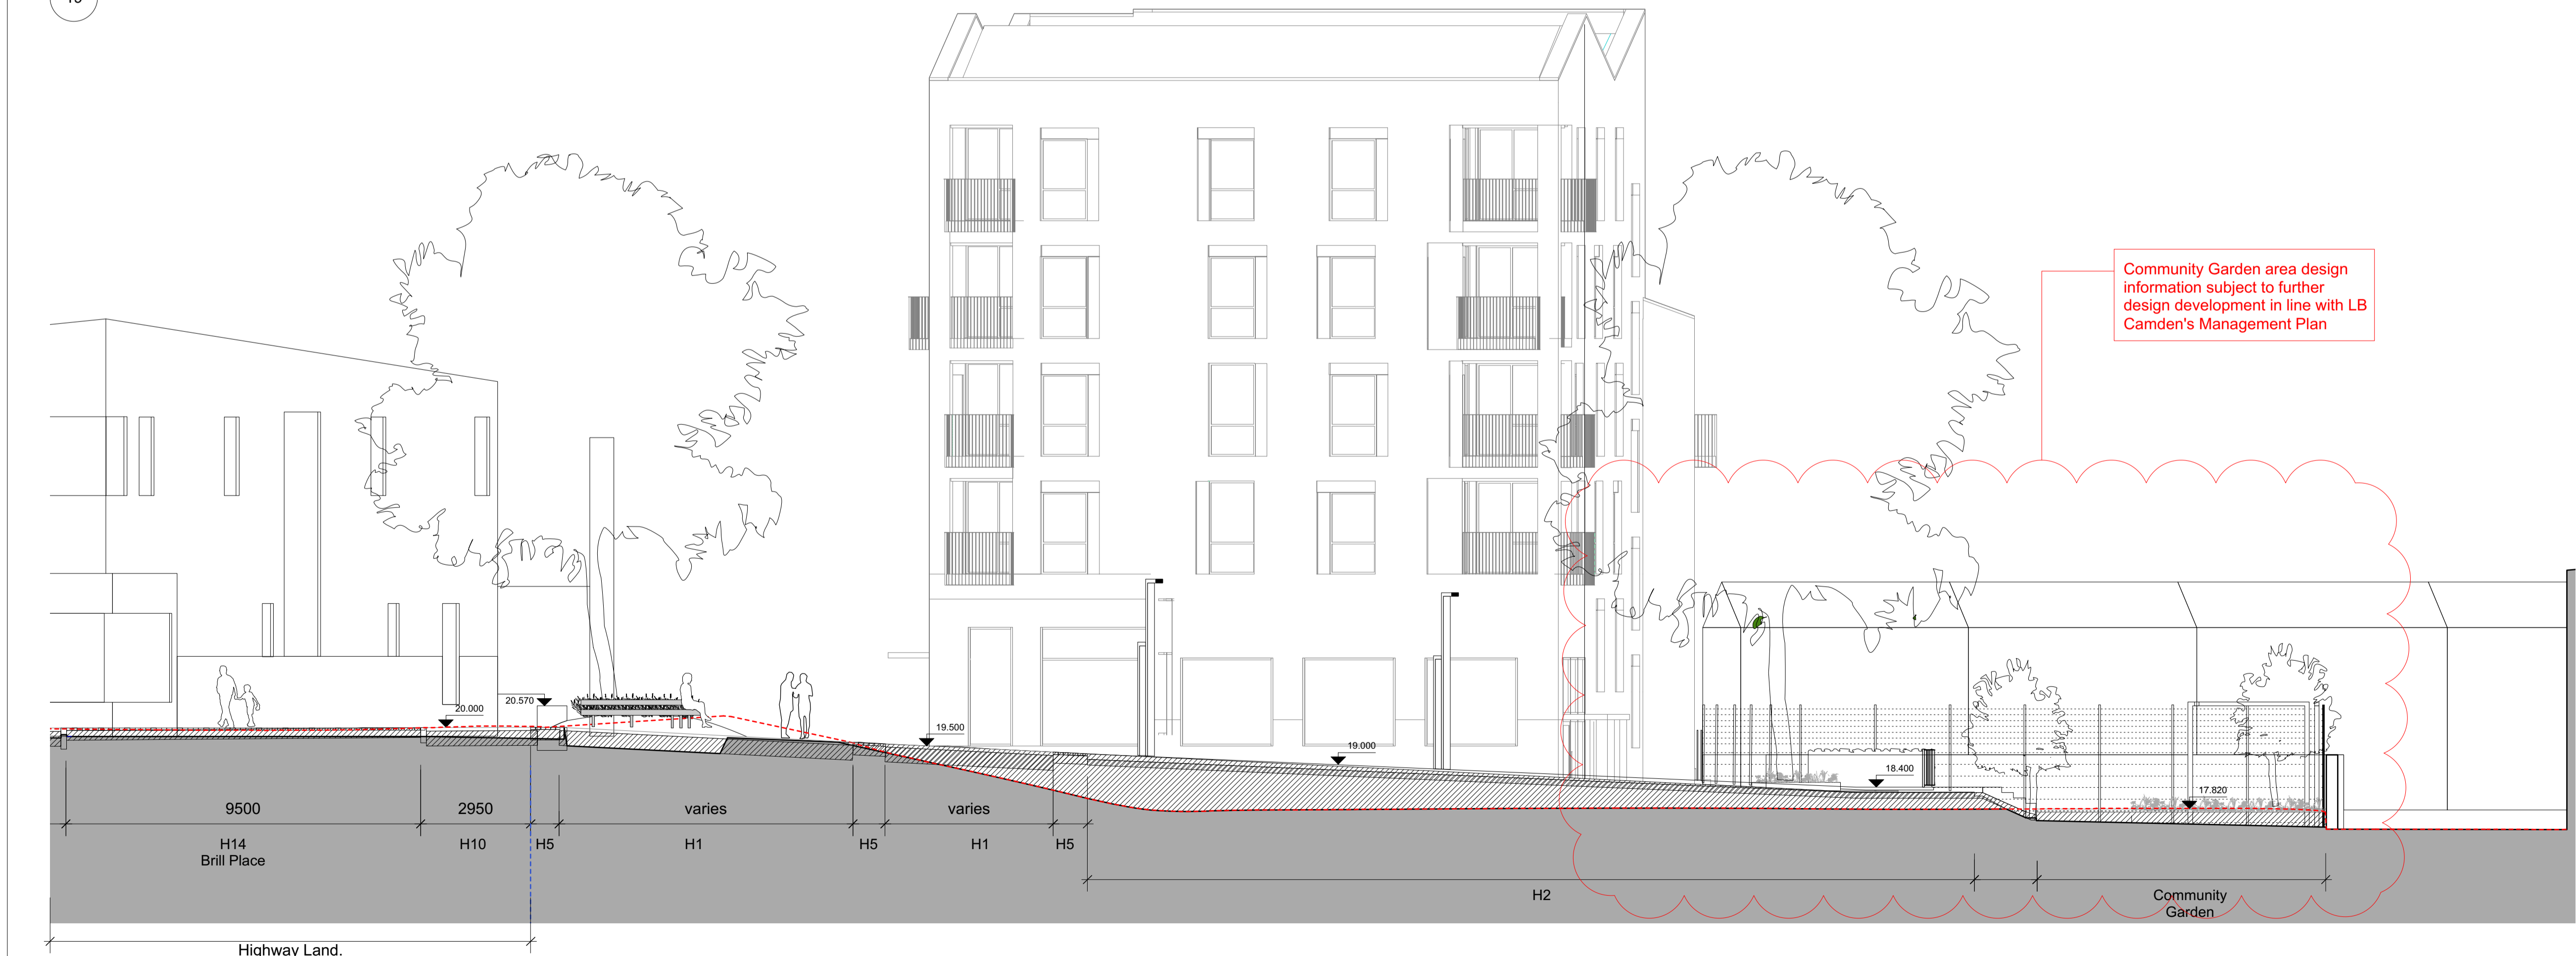 Community Garden area design
information subject to further
design development in line with LB
Camden's Management Plan
20.000
20.570
19.500
19.000
18.400
17.820
9500
2950
varies
varies
H14
Brill Place
H10
H5
H1
H5
H1
H5
H2
Community
Garden
Highway Land.